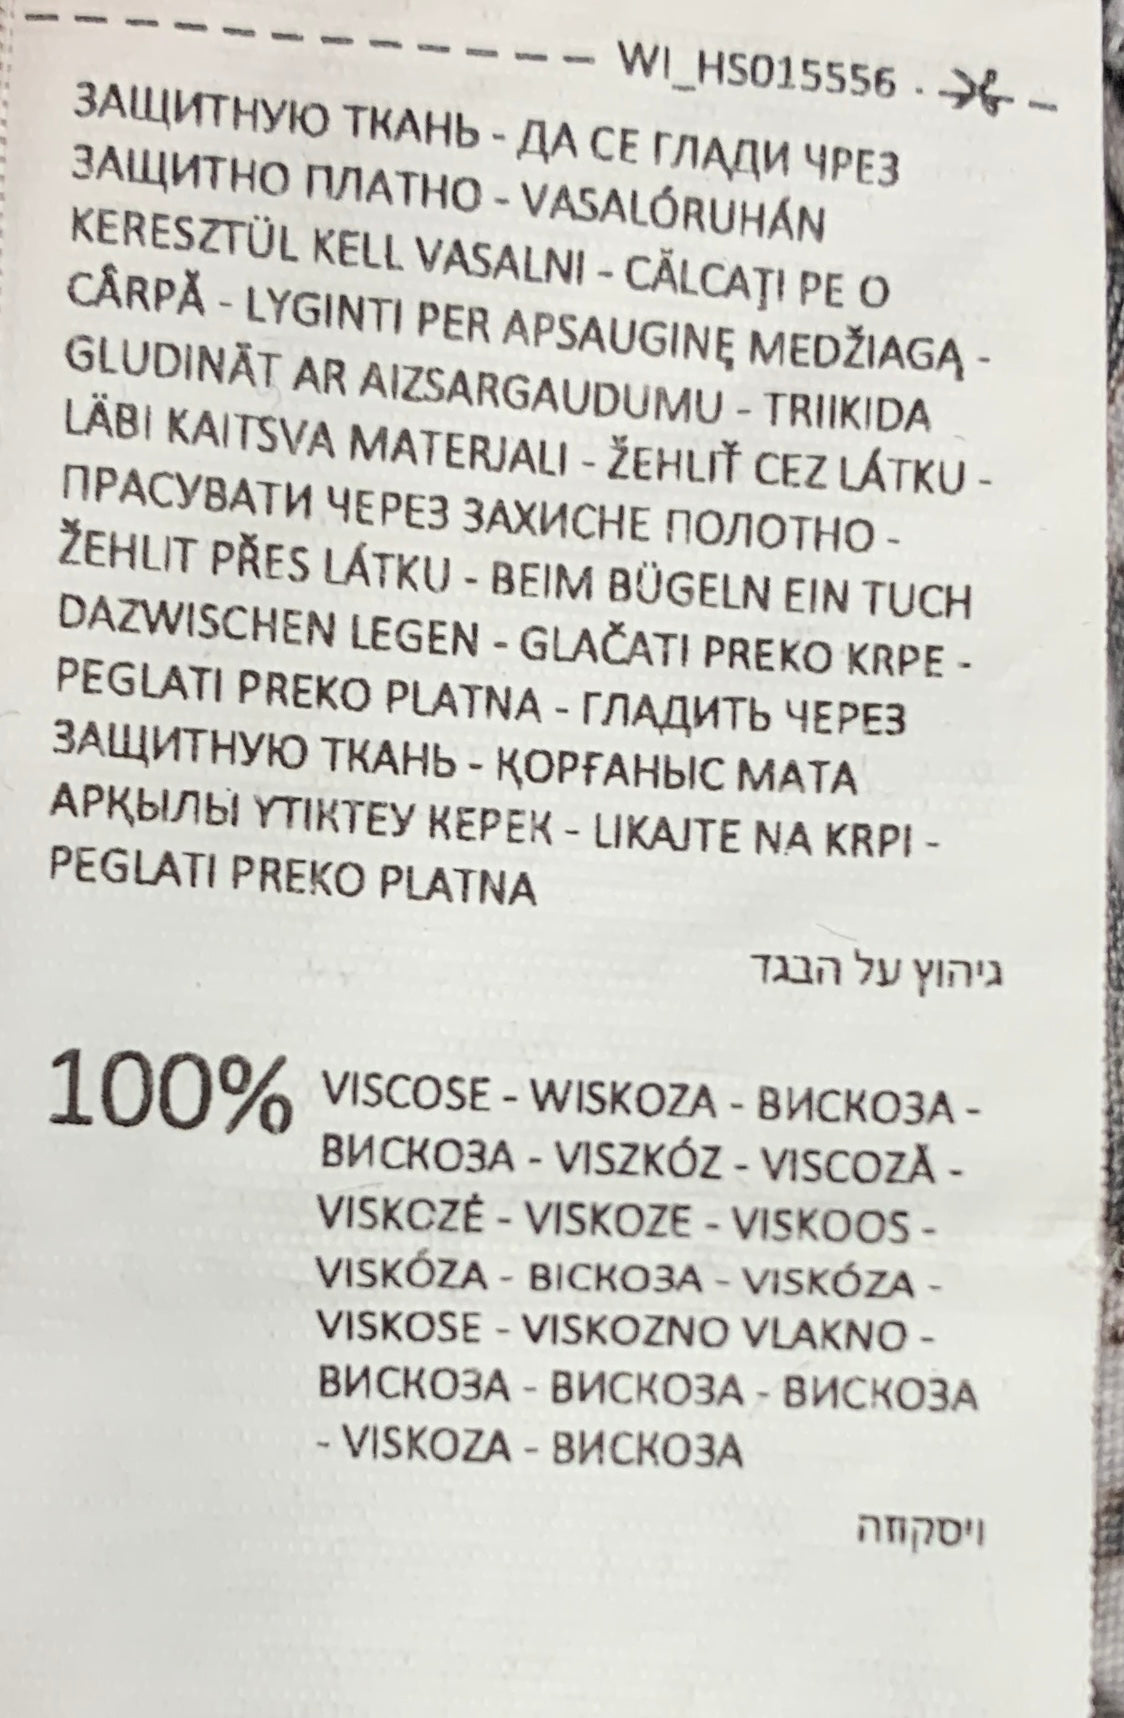 WI_HS015556
ЗАЩИТНУЮ ТКАНЬ - ДА СЕ ГЛАДИ ЧРЕЗ
ЗАЩИТНО ПЛАТНО - VASALÓRUHÁN
KERESZTÜL KELL VASALNI - CĂLCAŢI PE O
CÂRPĂ - LYGINTI PER APSAUGINĘ MEDŽIAGĄ -
GLUDINĀT AR AIZSARGAUDUMU - TRIIKIDA
LÄBI KAITSVA MATERJALI - ŽEHLIŤ CEZ LÁTKU -
ПРАСУВАТИ ЧЕРЕЗ ЗАХИСНЕ ПОЛОТНО -
ŽEHLIT PŘES LÁTKU - BEIM BÜGELN EIN TUCH
DAZWISCHEN LEGEN - GLAČATI PREKO KRPE -
PEGLATI PREKO PLATNA - ГЛАДИТЬ ЧЕРЕЗ
ЗАЩИТНУЮ ТКАНЬ - ҚОРҒАНЫС МАТА
АРҚЫЛЫ ҮТІКТЕУ КЕРЕК - LIKAJTE NA KRPI -
PEGLATI PREKO PLATNA
גיהוץ על הבגד
100% VISCOSE - WISKOZA - ВИСКОЗА -
ВИСКОЗА - VISZKÓZ - VISCOZĂ -
VISKOZĖ - VISKOZE - VISKOOS -
VISKÓZA - ВІСКОЗА - VISKÓZA -
VISKOSE - VISKOZNO VLAKNO -
ВИСКОЗА - ВИСКОЗА - ВИСКОЗА
- VISKOZA - ВИСКОЗА
ויסקוזה